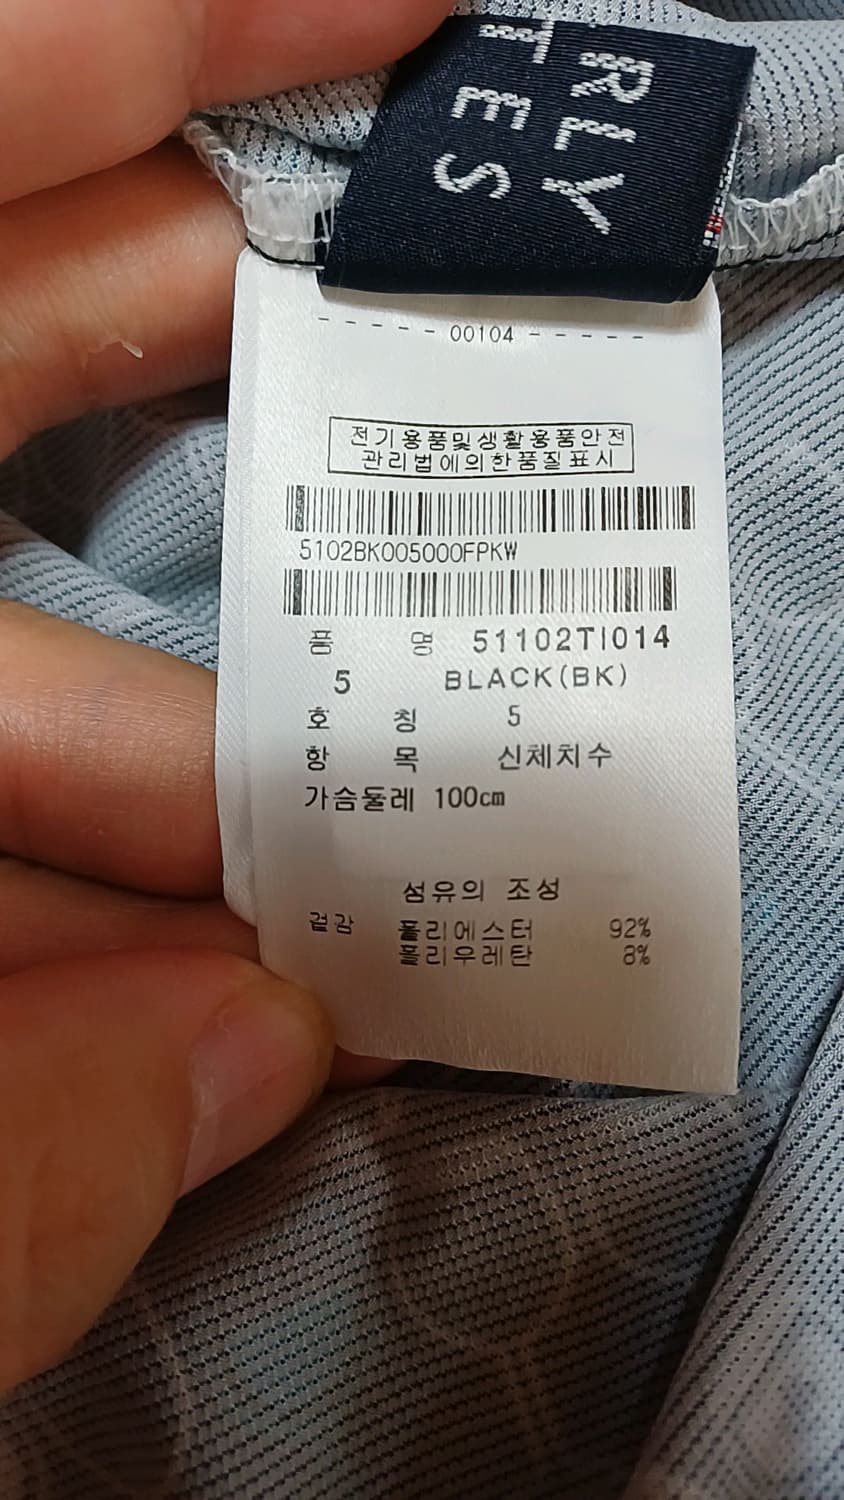 RLY
TES
00104
전기용품및생활용품안전
관리법에의한품질표시
5102BK005000FPKW
품 명 51102TI014
5 BLACK(BK)
호 칭 5
항 목 신체치수
가슴둘레 100㎝
섬유의 조성
겉감 폴리에스터 92%
폴리우레탄 8%